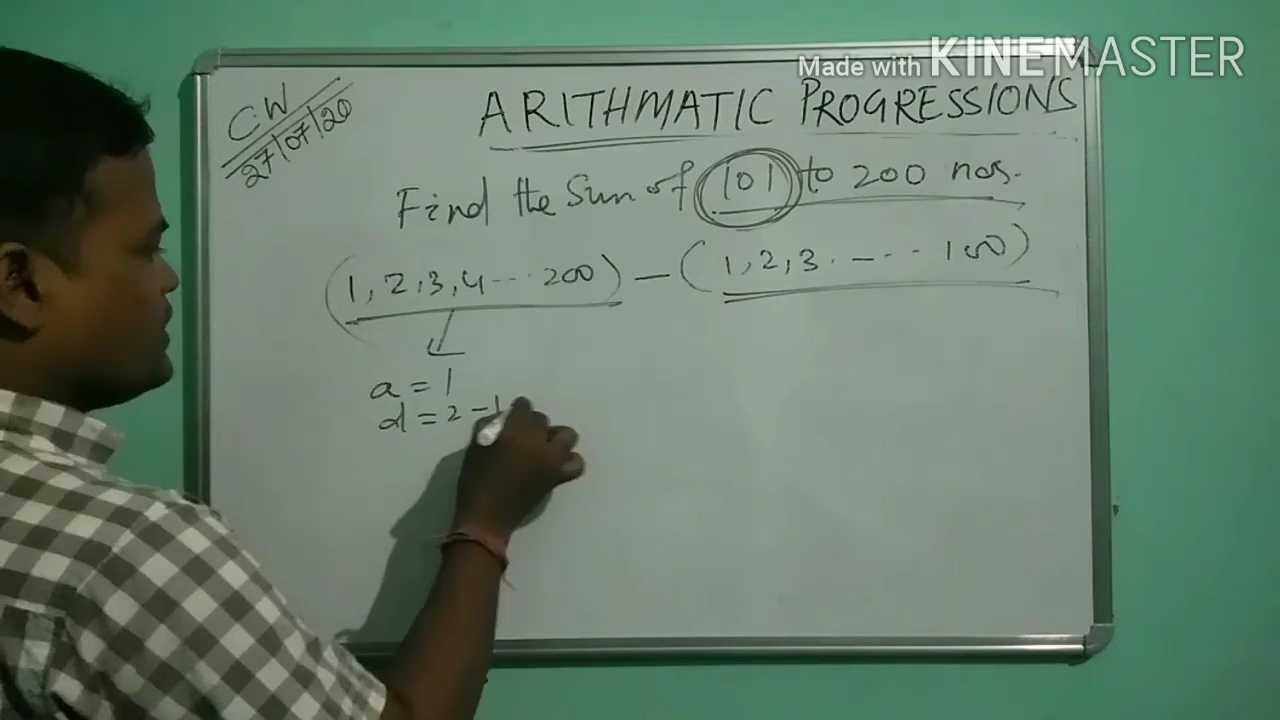 Made with KINEMASTER
CW
27/07/20
ARITHMATIC PROGRESSIONS
Find the Sum of 101 to 200 nos.
(1, 2, 3, 4 ... 200) - (1, 2, 3. - .. 100)
a = 1
d = 2 - 1